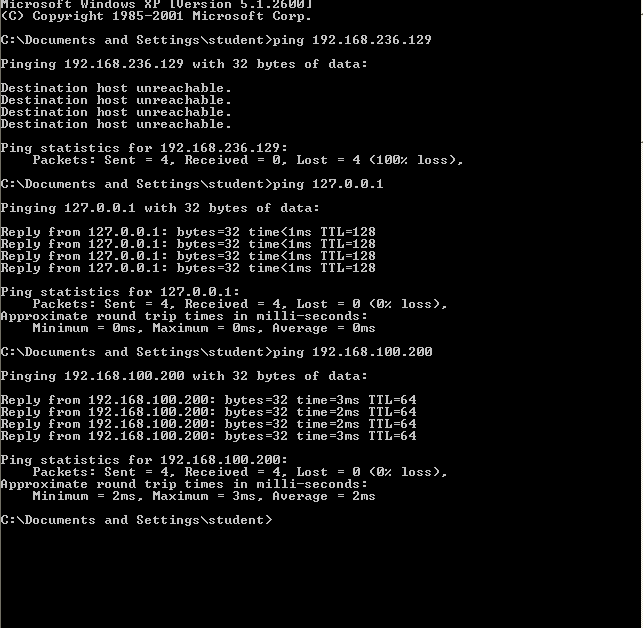 Microsoft Windows XP [Version 5.1.2600]
(C) Copyright 1985-2001 Microsoft Corp.
C:\Documents and Settings\student>ping 192.168.236.129
Pinging 192.168.236.129 with 32 bytes of data:
Destination host unreachable.
Destination host unreachable.
Destination host unreachable.
Destination host unreachable.
Ping statistics for 192.168.236.129:
    Packets: Sent = 4, Received = 0, Lost = 4 (100% loss),
C:\Documents and Settings\student>ping 127.0.0.1
Pinging 127.0.0.1 with 32 bytes of data:
Reply from 127.0.0.1: bytes=32 time<1ms TTL=128
Reply from 127.0.0.1: bytes=32 time<1ms TTL=128
Reply from 127.0.0.1: bytes=32 time<1ms TTL=128
Reply from 127.0.0.1: bytes=32 time<1ms TTL=128
Ping statistics for 127.0.0.1:
    Packets: Sent = 4, Received = 4, Lost = 0 (0% loss),
Approximate round trip times in milli-seconds:
    Minimum = 0ms, Maximum = 0ms, Average = 0ms
C:\Documents and Settings\student>ping 192.168.100.200
Pinging 192.168.100.200 with 32 bytes of data:
Reply from 192.168.100.200: bytes=32 time=3ms TTL=64
Reply from 192.168.100.200: bytes=32 time=2ms TTL=64
Reply from 192.168.100.200: bytes=32 time=2ms TTL=64
Reply from 192.168.100.200: bytes=32 time=3ms TTL=64
Ping statistics for 192.168.100.200:
    Packets: Sent = 4, Received = 4, Lost = 0 (0% loss),
Approximate round trip times in milli-seconds:
    Minimum = 2ms, Maximum = 3ms, Average = 2ms
C:\Documents and Settings\student>